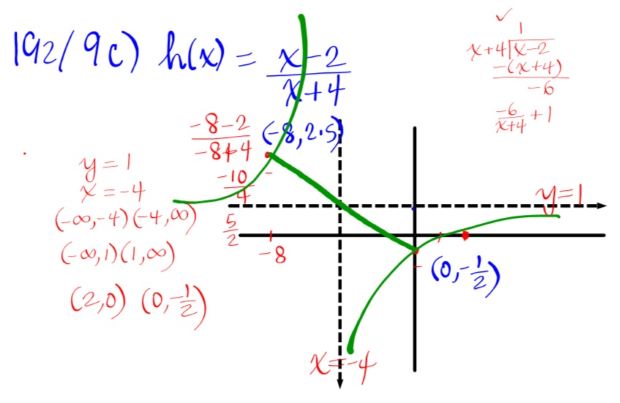 192/9c) h(x) = x-2
x+4
✓
1
x+4 x-2
-(x+4)
-6
-6
x+4 +1
-8-2
-8+4
-10
4
5
2
(-8, 2.5)
y=1
x=-4
(-∞,-4)(-4,∞)
(-∞,1)(1,∞)
(2,0) (0,-1/2)
y=1
-8
(0,-1/2)
x=-4